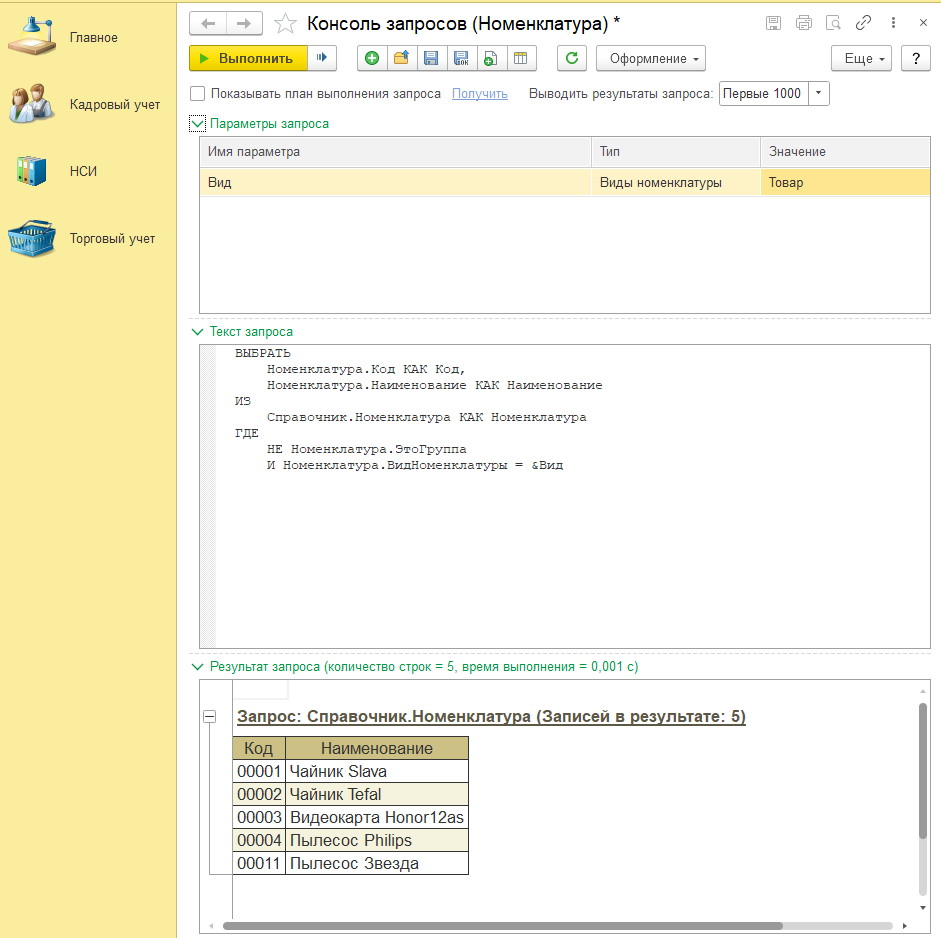 Главное
Кадровый учет
НСИ
Торговый учет
Консоль запросов (Номенклатура) *
Выполнить
Оформление
Еще
?
Показывать план выполнения запроса Получить Выводить результаты запроса: Первые 1000
Параметры запроса
Имя параметра Тип Значение
Вид Виды номенклатуры Товар
Текст запроса
ВЫБРАТЬ
Номенклатура.Код КАК Код,
Номенклатура.Наименование КАК Наименование
ИЗ
Справочник.Номенклатура КАК Номенклатура
ГДЕ
НЕ Номенклатура.ЭтоГруппа
И Номенклатура.ВидНоменклатуры = &Вид
Результат запроса (количество строк = 5, время выполнения = 0,001 с)
Запрос: Справочник.Номенклатура (Записей в результате: 5)
Код Наименование
00001 Чайник Slava
00002 Чайник Tefal
00003 Видеокарта Honor12as
00004 Пылесос Philips
00011 Пылесос Звезда